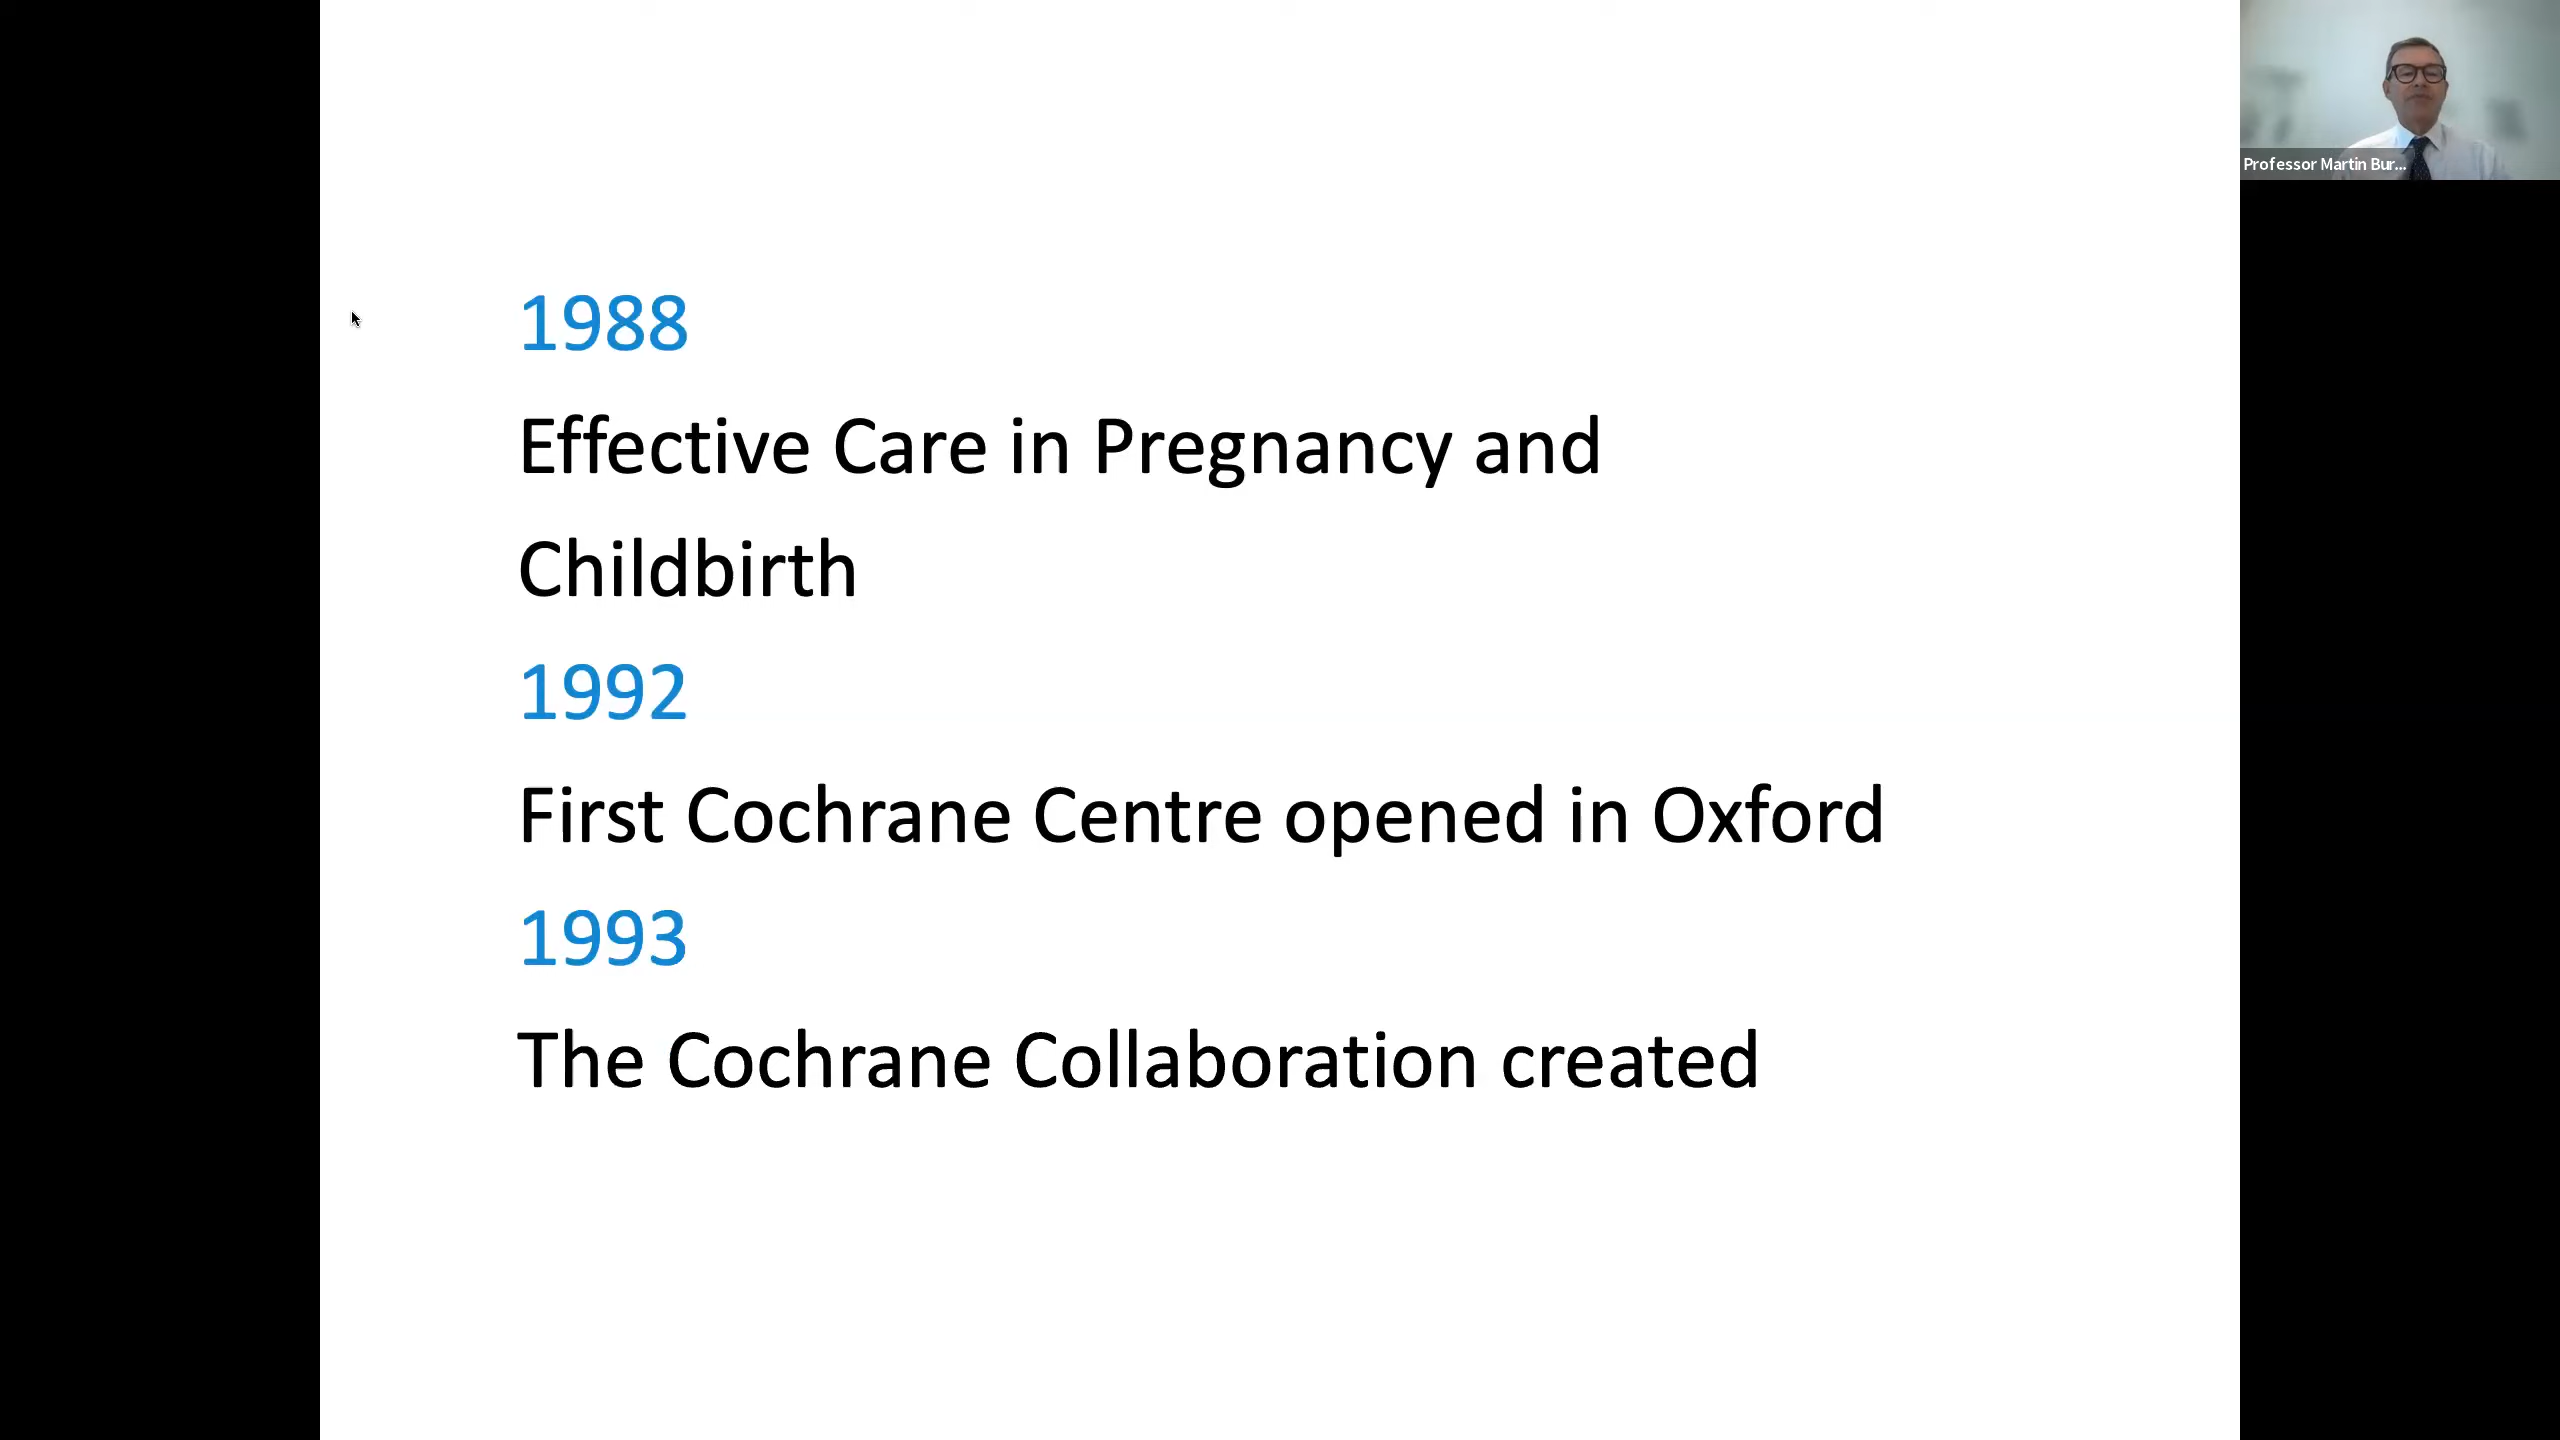 1988
Effective Care in Pregnancy and
Childbirth
1992
First Cochrane Centre opened in Oxford
1993
The Cochrane Collaboration created
Professor Martin Bur...